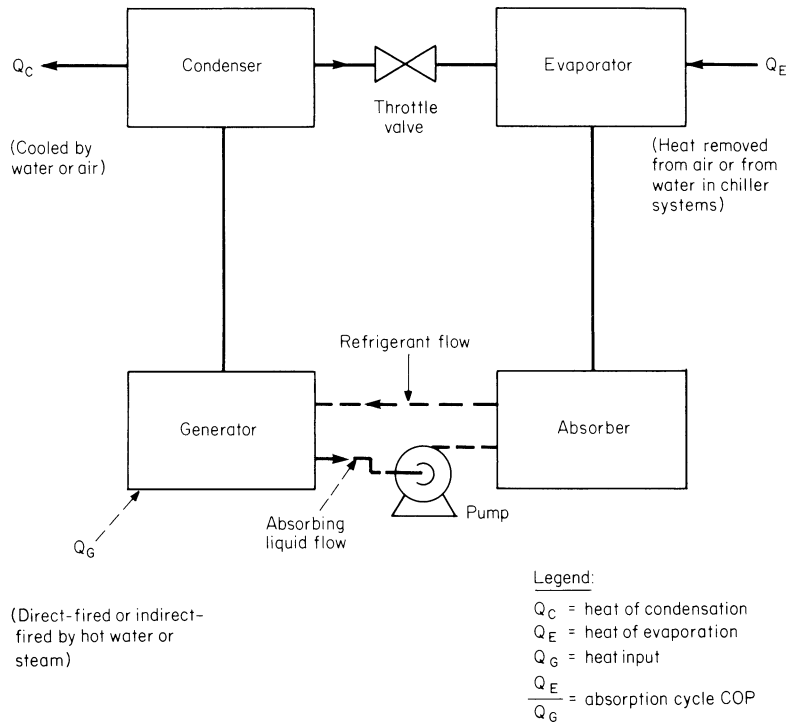 Q_C
Condenser
Evaporator
Q_E
Throttle
valve
(Cooled by
water or air)
(Heat removed
from air or from
water in chiller
systems)
Refrigerant flow
Generator
Absorber
Absorbing
liquid flow
Pump
Q_G
(Direct-fired or indirect-
fired by hot water or
steam)
Legend:
Q_C = heat of condensation
Q_E = heat of evaporation
Q_G = heat input
Q_E
= absorption cycle COP
Q_G